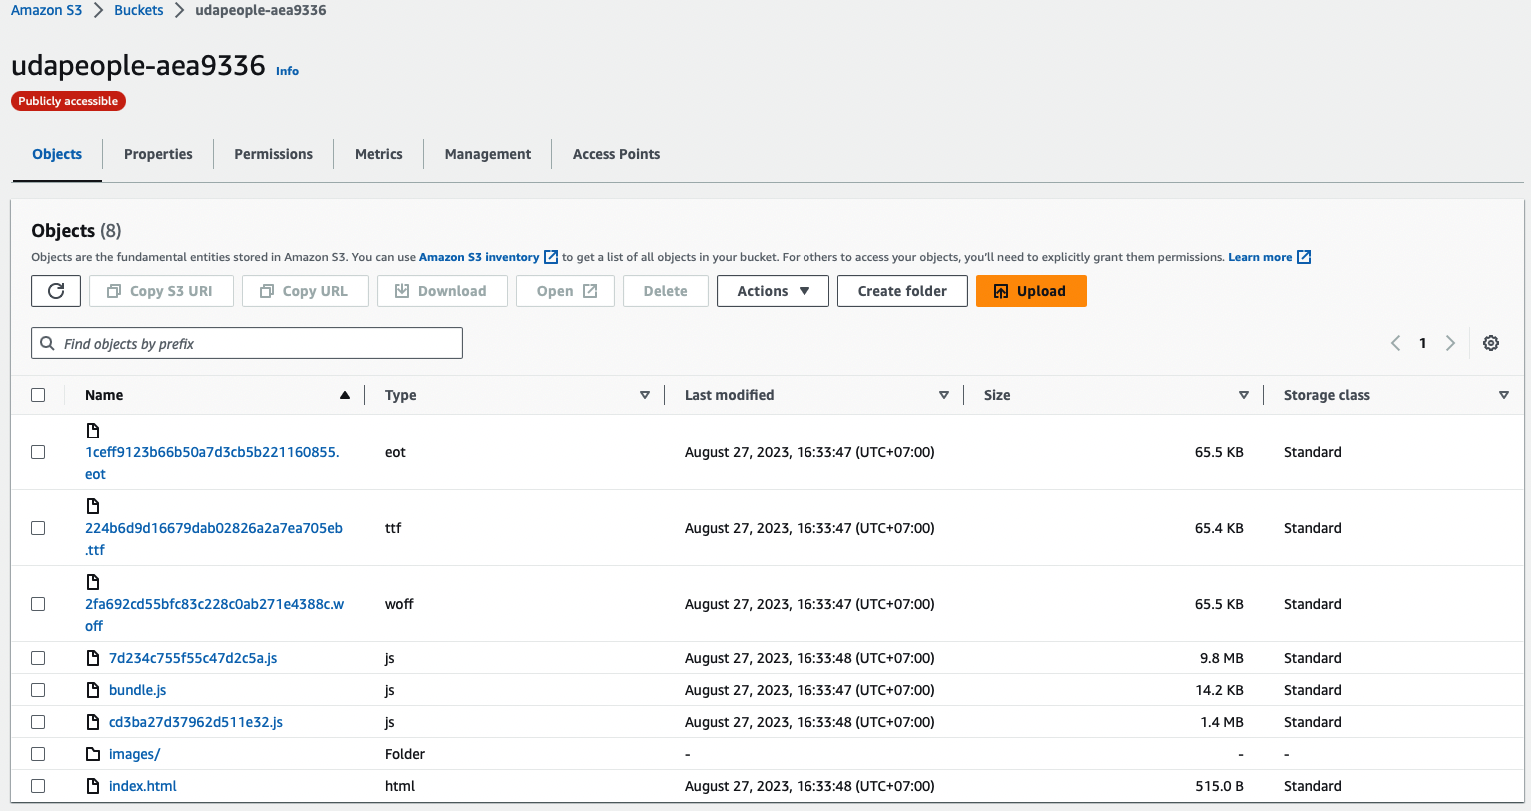 Amazon S3 > Buckets > udapeople-aea9336
udapeople-aea9336 Info
Publicly accessible
Objects Properties Permissions Metrics Management Access Points
Objects (8)
Objects are the fundamental entities stored in Amazon S3. You can use Amazon S3 inventory to get a list of all objects in your bucket. For others to access your objects, you'll need to explicitly grant them permissions. Learn more
Copy S3 URI Copy URL Download Open Delete Actions Create folder Upload
Find objects by prefix 1
Name Type Last modified Size Storage class
1ceff9123b66b50a7d3cb5b221160855.
eot
eot August 27, 2023, 16:33:47 (UTC+07:00) 65.5 KB Standard
224b6d9d16679dab02826a2a7ea705eb
.ttf
ttf August 27, 2023, 16:33:47 (UTC+07:00) 65.4 KB Standard
2fa692cd55bfc83c228c0ab271e4388c.w
off
woff August 27, 2023, 16:33:47 (UTC+07:00) 65.5 KB Standard
7d234c755f55c47d2c5a.js js August 27, 2023, 16:33:48 (UTC+07:00) 9.8 MB Standard
bundle.js js August 27, 2023, 16:33:47 (UTC+07:00) 14.2 KB Standard
cd3ba27d37962d511e32.js js August 27, 2023, 16:33:48 (UTC+07:00) 1.4 MB Standard
images/ Folder - - -
index.html html August 27, 2023, 16:33:48 (UTC+07:00) 515.0 B Standard